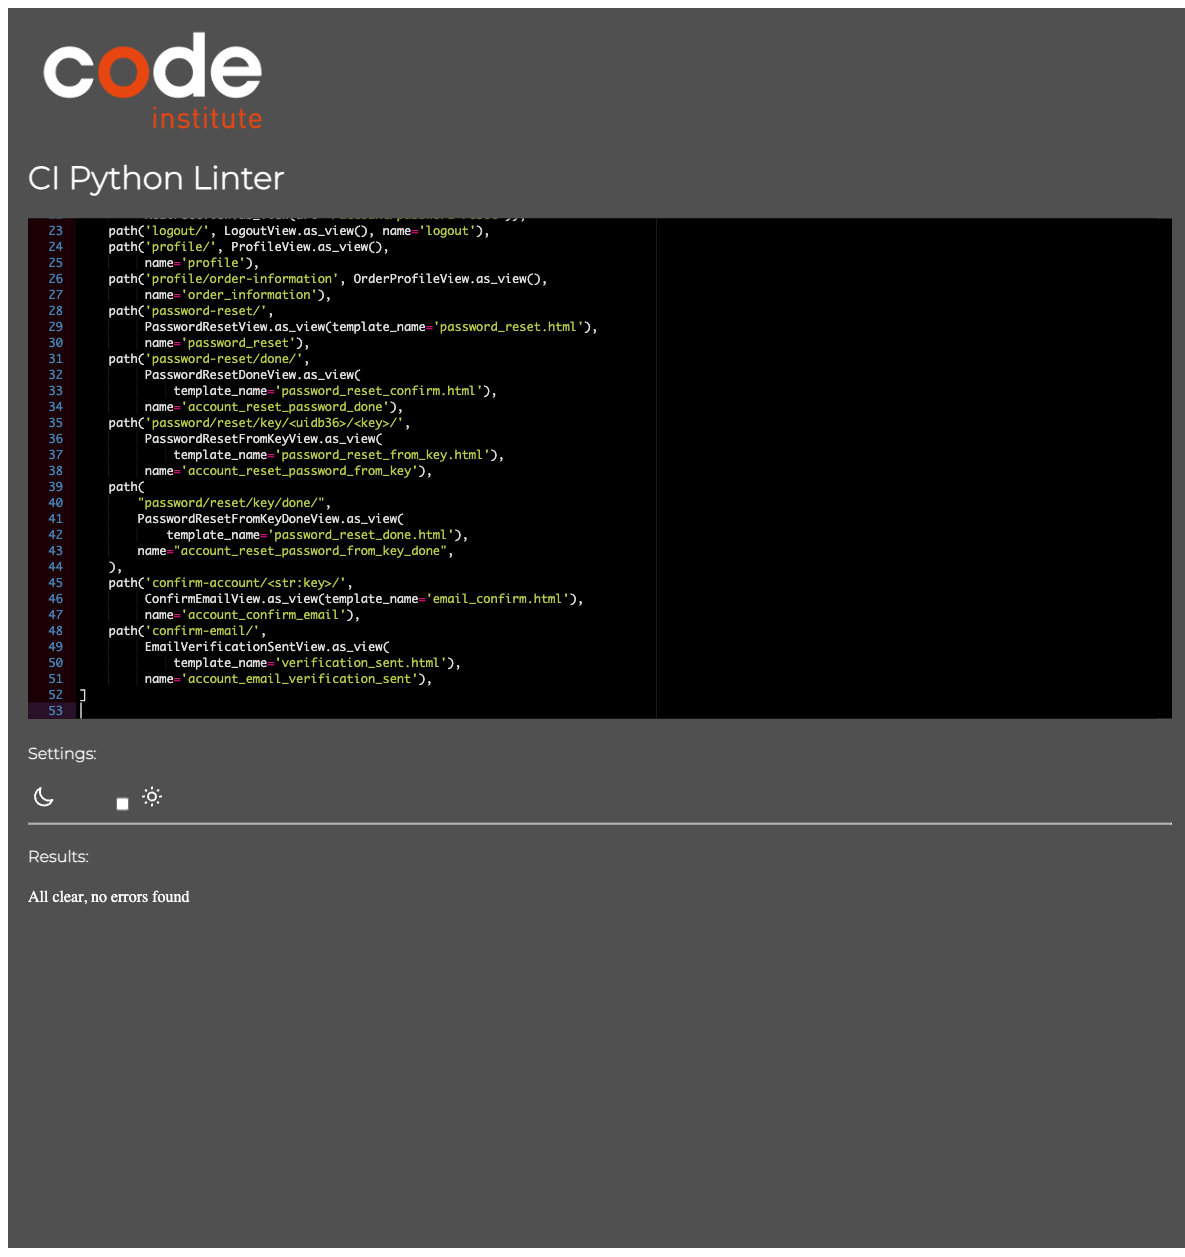 code
institute
CI Python Linter
23 path('logout/', LogoutView.as_view(), name='logout'),
24 path('profile/', ProfileView.as_view(),
25 name='profile'),
26 path('profile/order-information', OrderProfileView.as_view(),
27 name='order_information'),
28 path('password-reset/',
29 PasswordResetView.as_view(template_name='password_reset.html'),
30 name='password_reset'),
31 path('password-reset/done/',
32 PasswordResetDoneView.as_view(
33 template_name='password_reset_confirm.html'),
34 name='account_reset_password_done'),
35 path('password/reset/key/<uidb36>/<key>/',
36 PasswordResetFromKeyView.as_view(
37 template_name='password_reset_from_key.html'),
38 name='account_reset_password_from_key'),
39 path(
40 "password/reset/key/done/",
41 PasswordResetFromKeyDoneView.as_view(
42 template_name='password_reset_done.html'),
43 name="account_reset_password_from_key_done",
44 ),
45 path('confirm-account/<str:key>/',
46 ConfirmEmailView.as_view(template_name='email_confirm.html'),
47 name='account_confirm_email'),
48 path('confirm-email/',
49 EmailVerificationSentView.as_view(
50 template_name='verification_sent.html'),
51 name='account_email_verification_sent'),
52 ]
53
Settings:
Results:
All clear, no errors found